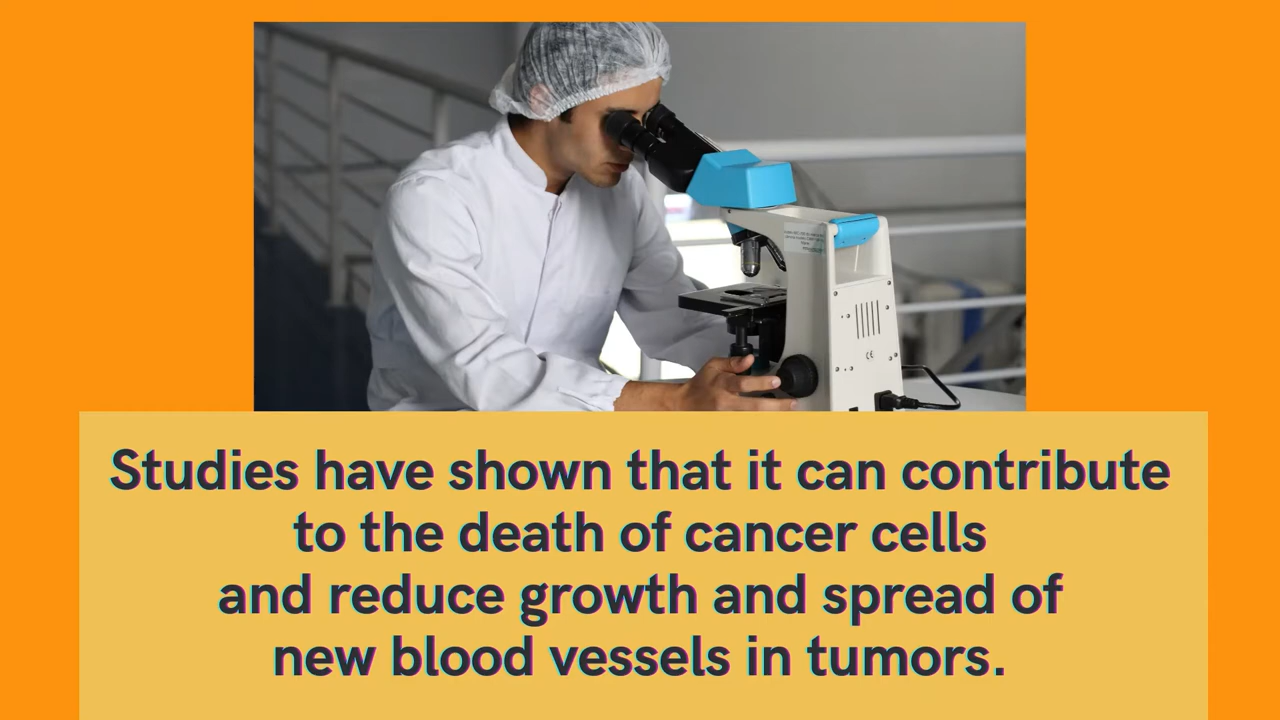 Studies have shown that it can contribute
to the death of cancer cells
and reduce growth and spread of
new blood vessels in tumors.
CE